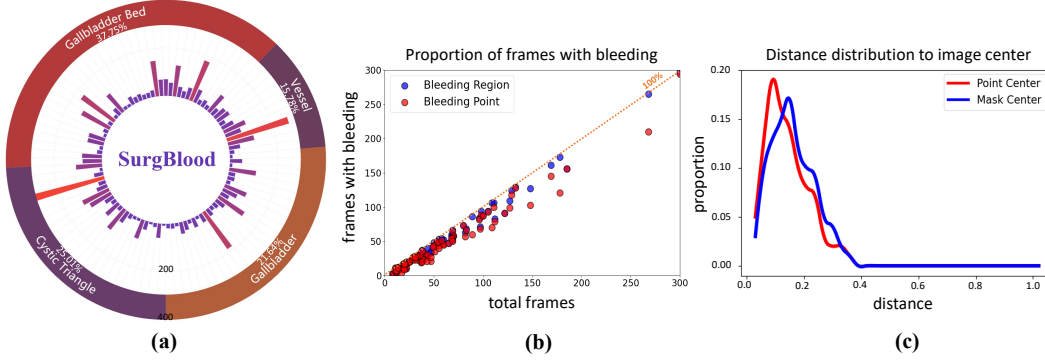 Gallbladder Bed
37.75%
Vessel
15.78%
SurgBlood
Cystic Triangle
25.01%
21.64%
Gallbladder
200
400
(a)
Proportion of frames with bleeding
300
250
200
150
100
50
0
0
50
100
150
200
250
300
frames with bleeding
total frames
Bleeding Region
Bleeding Point
100%
(b)
Distance distribution to image center
0.20
0.15
0.10
0.05
0.00
0.0
0.2
0.4
0.6
0.8
1.0
proportion
distance
Point Center
Mask Center
(c)